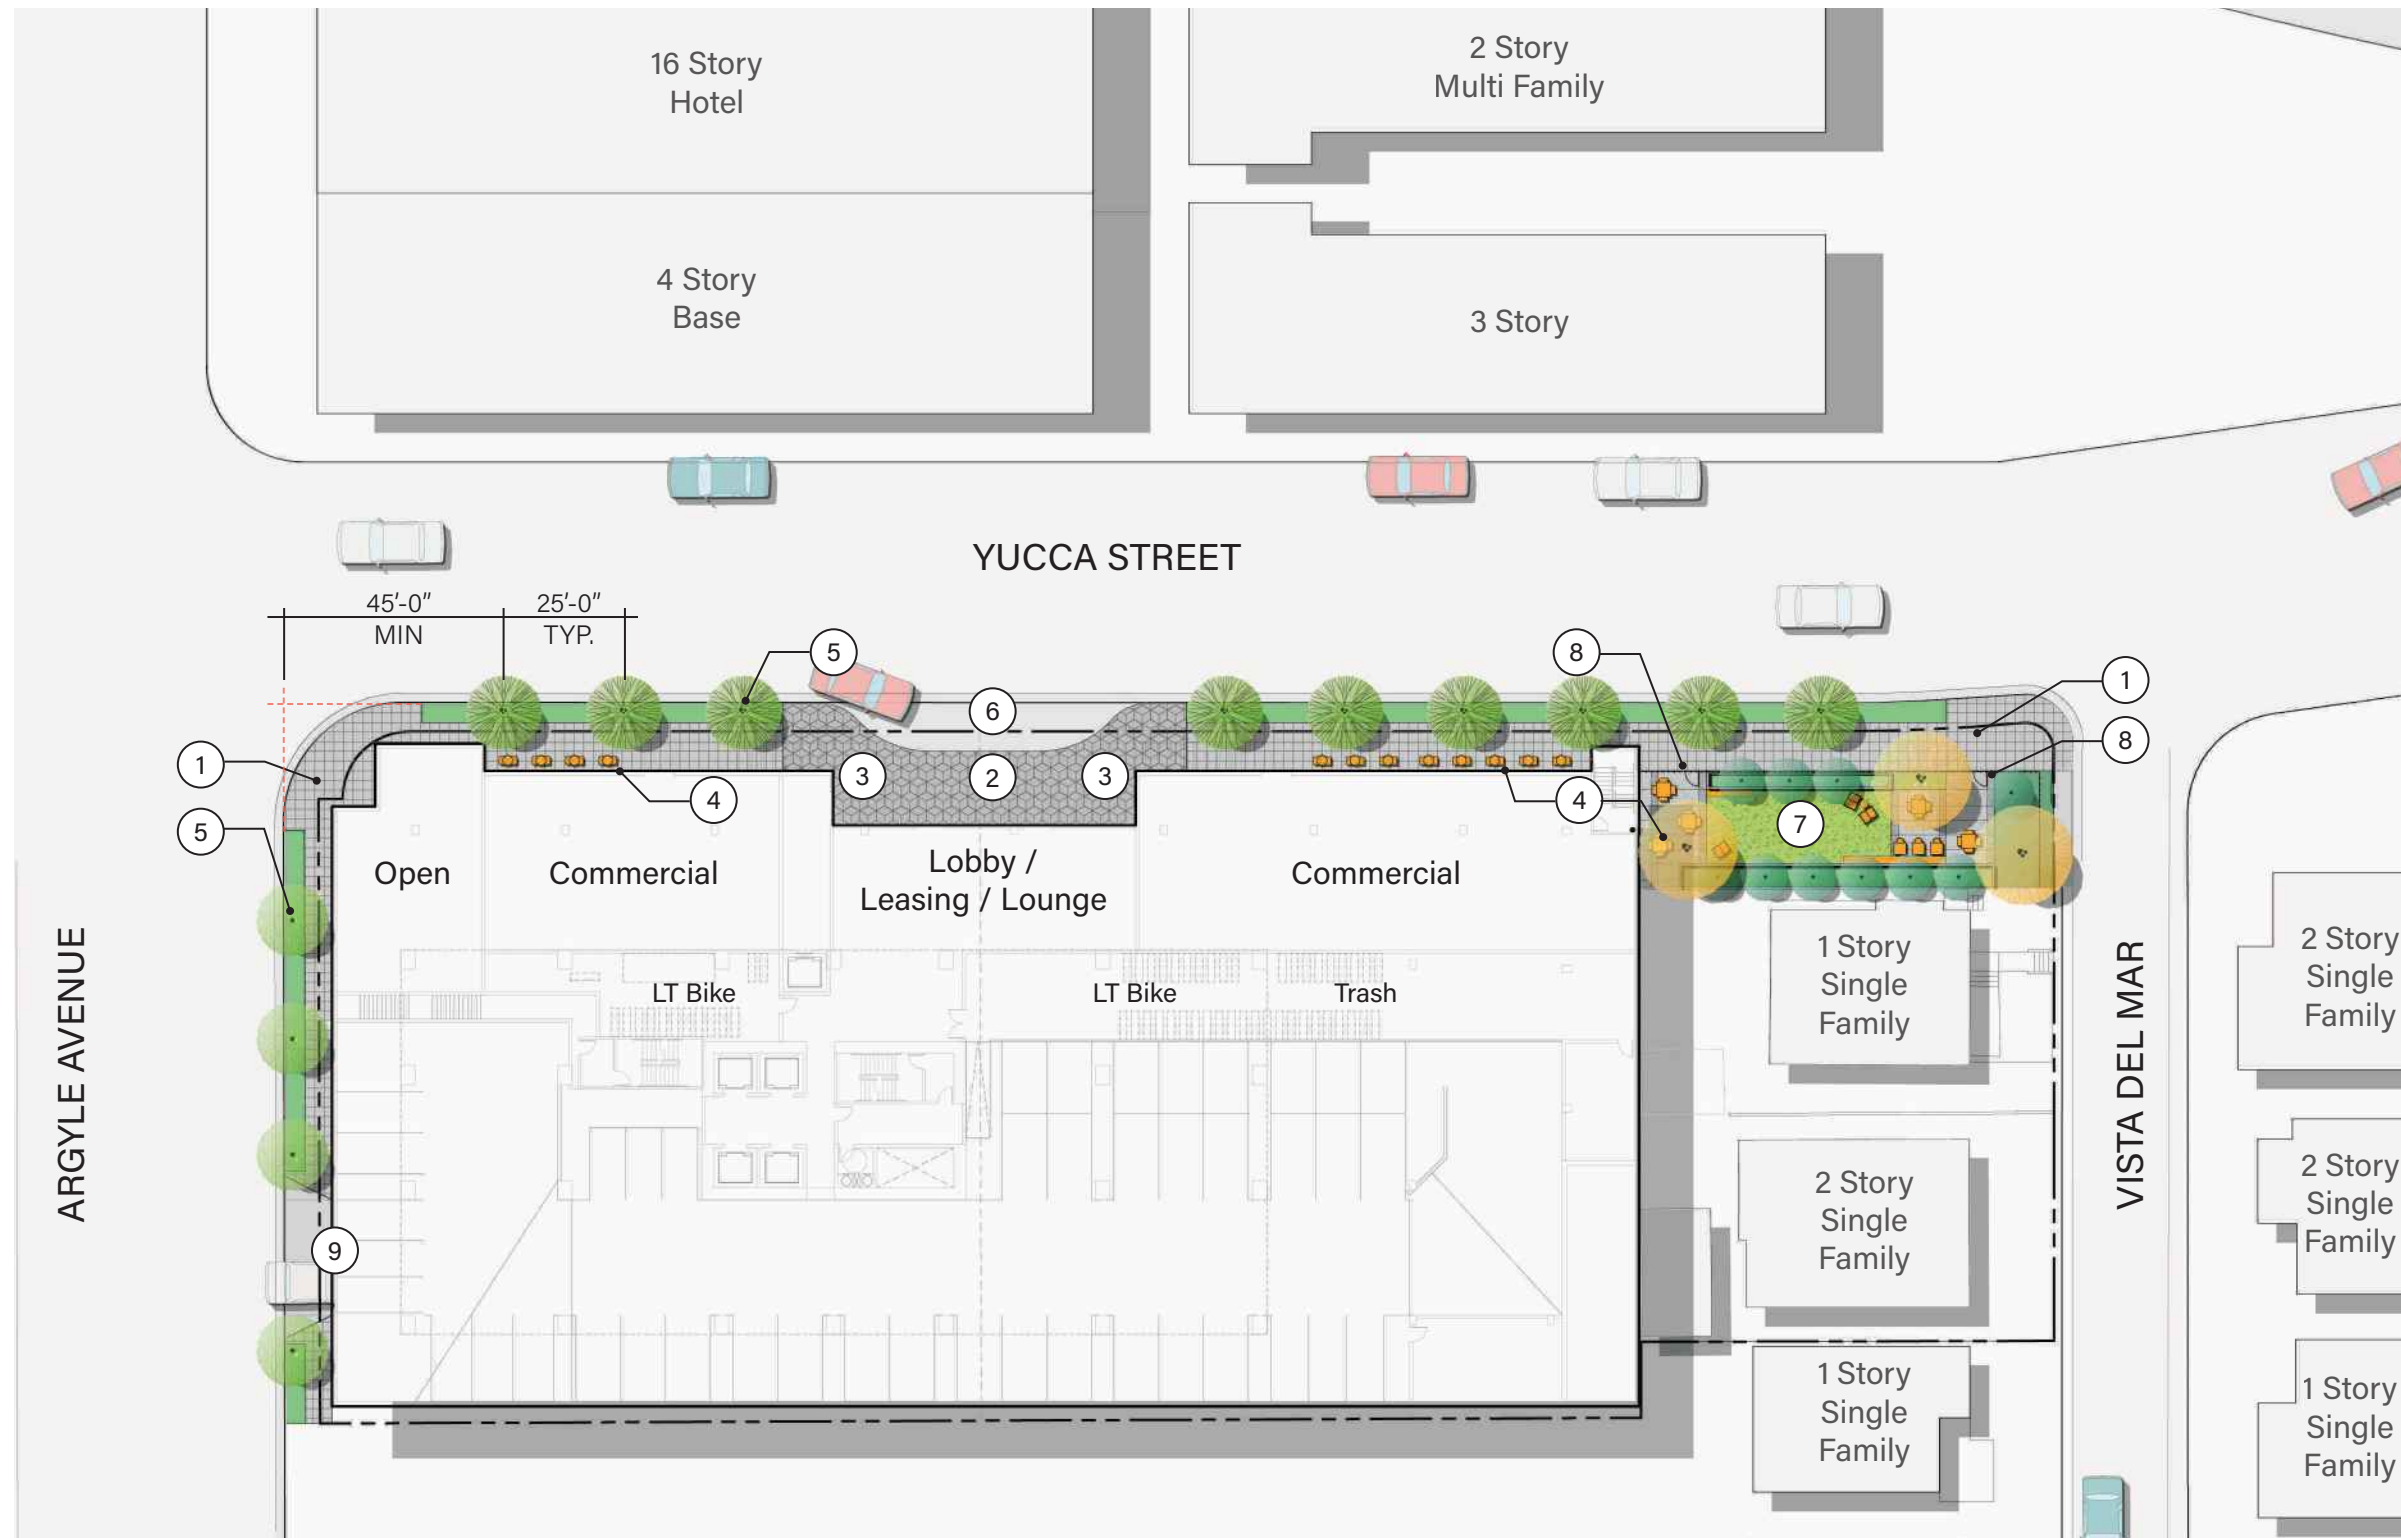 16 Story
Hotel
2 Story
Multi Family
4 Story
Base
3 Story
YUCCA STREET
45'-0"
MIN
25'-0"
TYP.
5
8
1
6
8
1
3
2
3
4
4
5
7
Open
Commercial
Lobby /
Leasing / Lounge
Commercial
LT Bike
LT Bike
Trash
ARGYLE AVENUE
9
1 Story
Single
Family
2 Story
Single
Family
1 Story
Single
Family
VISTA DEL MAR
2 Story
Single
Family
2 Story
Single
Family
1 Story
Single
Family